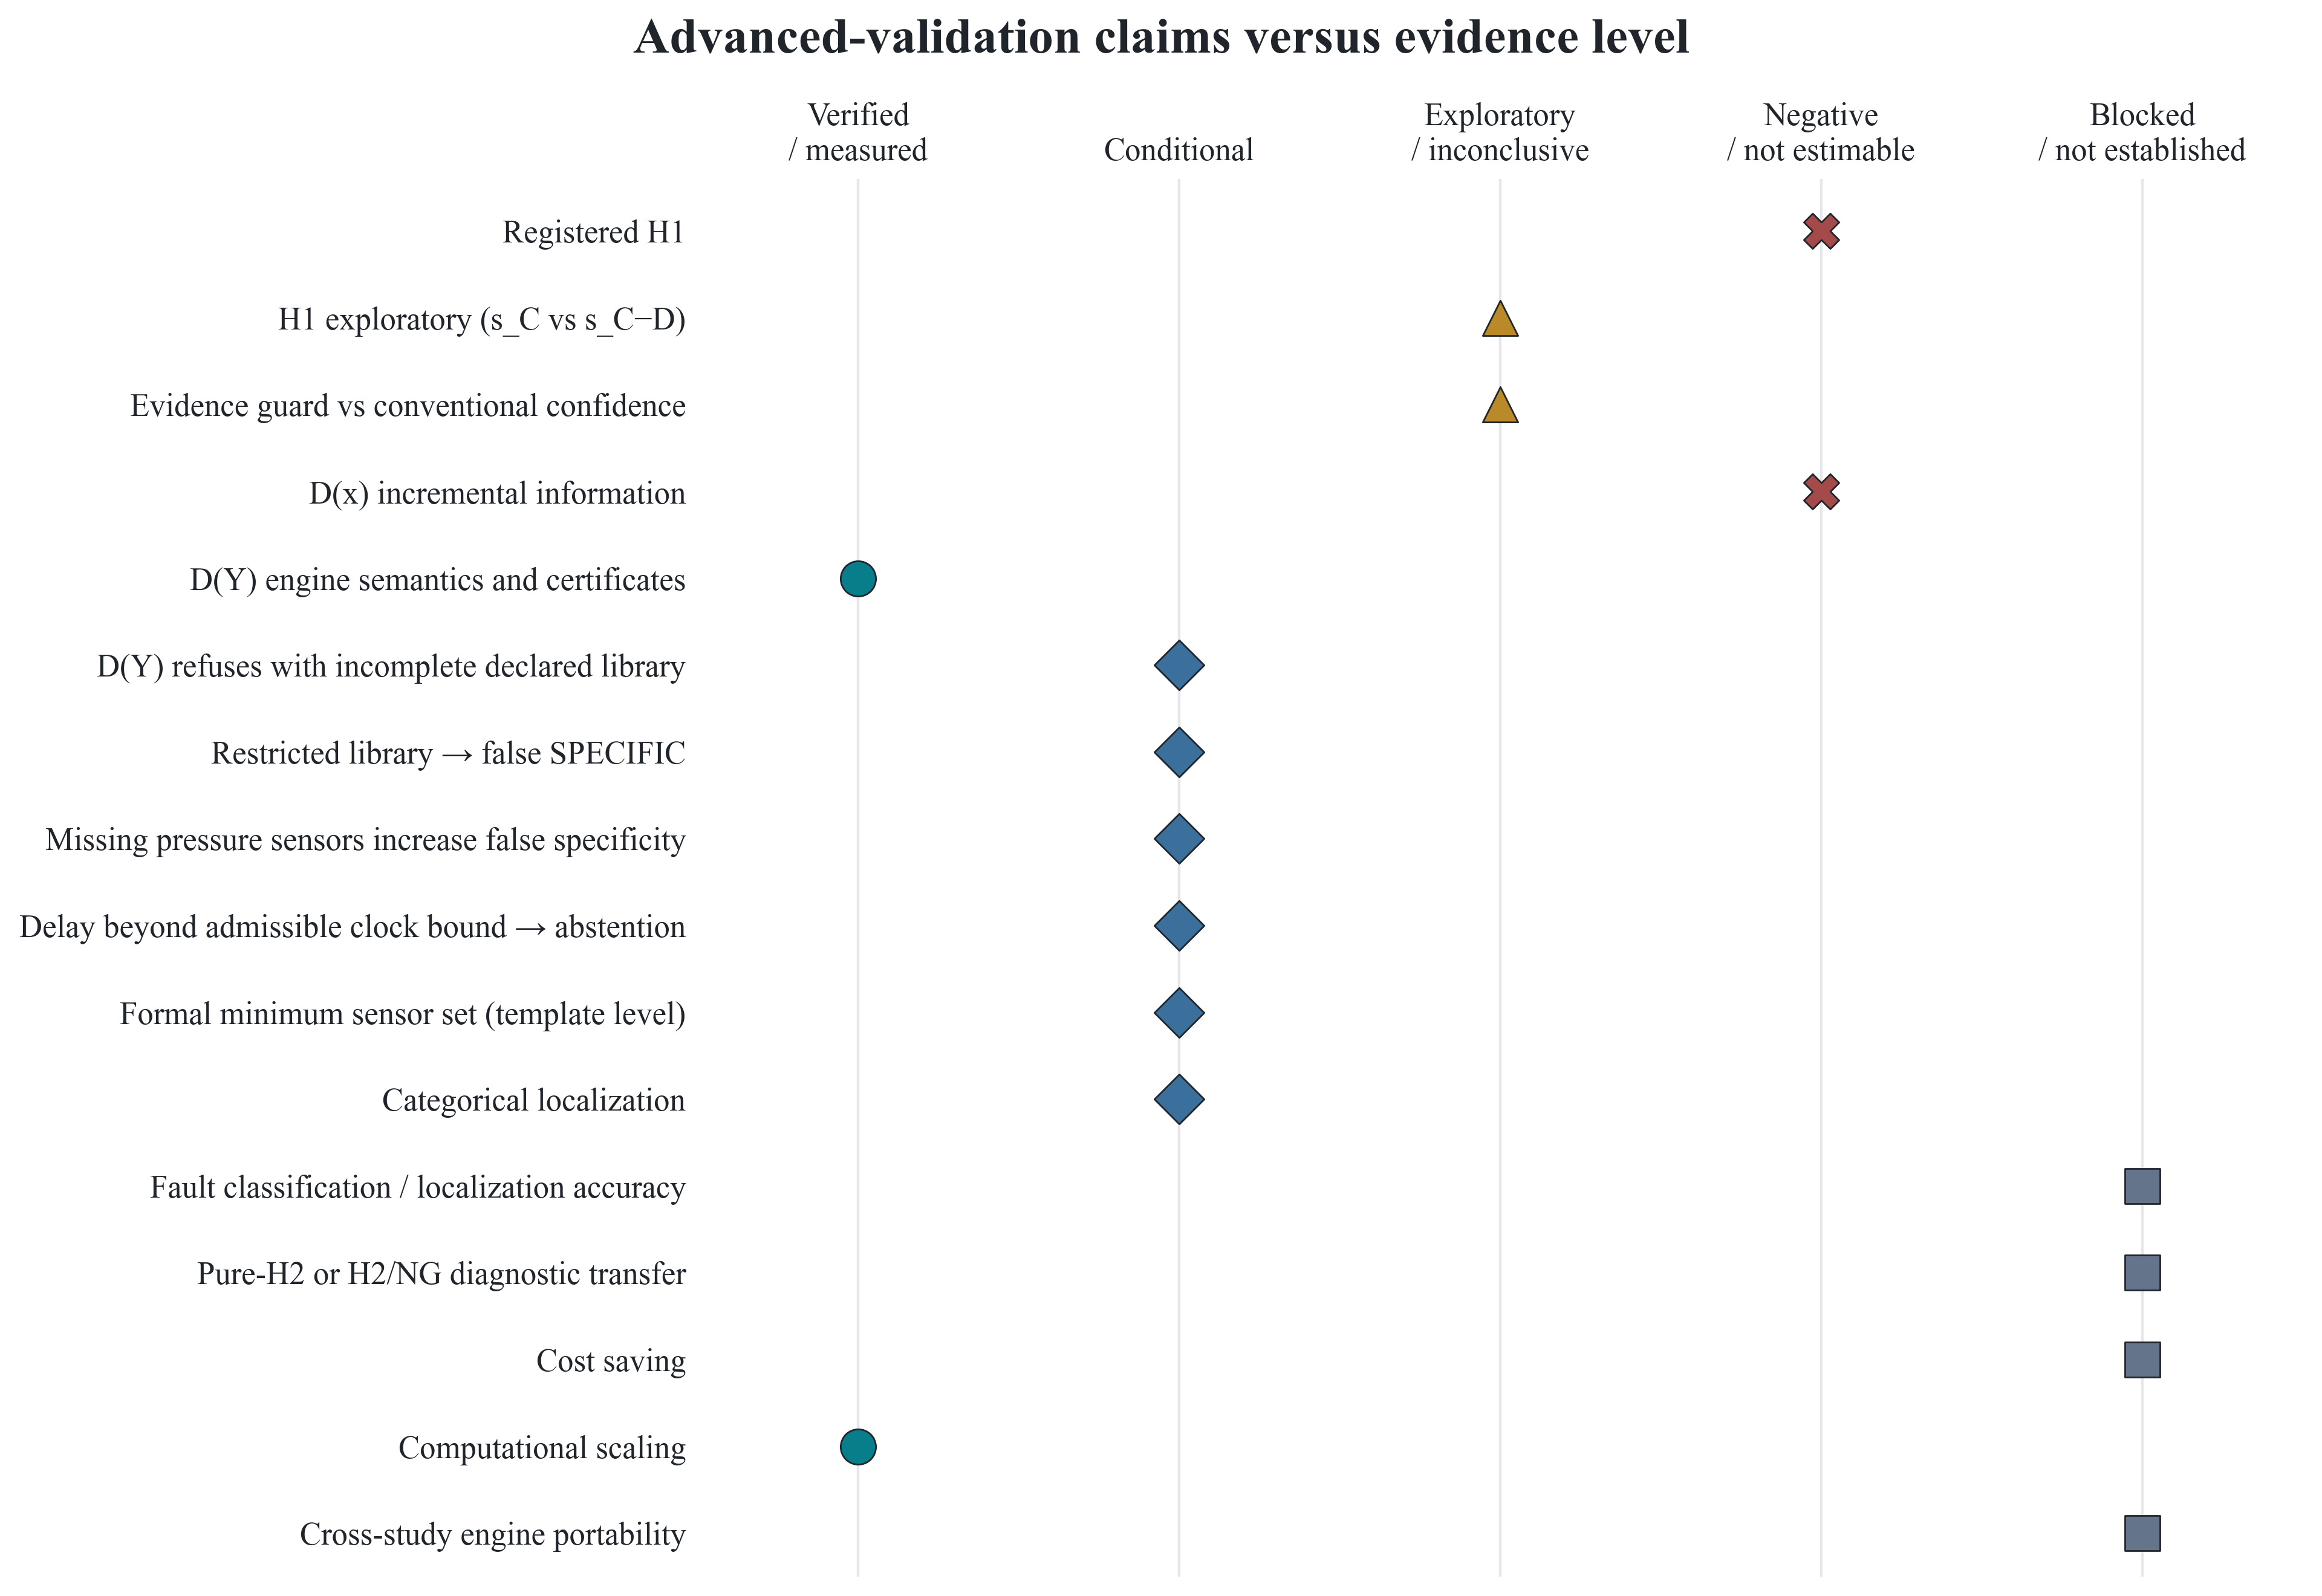 Advanced-validation claims versus evidence level
Verified
/ measured
Conditional
Exploratory
/ inconclusive
Negative
/ not estimable
Blocked
/ not established
Registered H1
H1 exploratory (s_C vs s_C−D)
Evidence guard vs conventional confidence
D(x) incremental information
D(Y) engine semantics and certificates
D(Y) refuses with incomplete declared library
Restricted library → false SPECIFIC
Missing pressure sensors increase false specificity
Delay beyond admissible clock bound → abstention
Formal minimum sensor set (template level)
Categorical localization
Fault classification / localization accuracy
Pure-H2 or H2/NG diagnostic transfer
Cost saving
Computational scaling
Cross-study engine portability